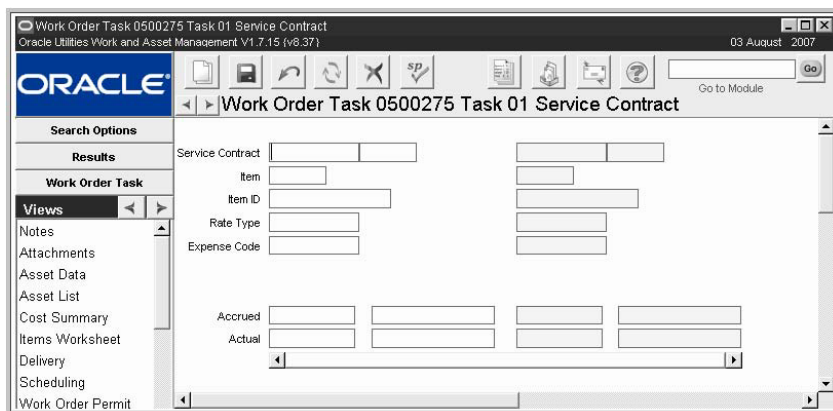 Work Order Task 0500275 Task 01 Service Contract
Oracle Utilities Work and Asset Management V1.7.15 {v8.37}
03 August 2007
ORACLE
sp
Go
Go to Module
Work Order Task 0500275 Task 01 Service Contract
Search Options
Results
Work Order Task
Views
Notes
Attachments
Asset Data
Asset List
Cost Summary
Items Worksheet
Delivery
Scheduling
Work Order Permit
Service Contract
Item
Item ID
Rate Type
Expense Code
Accrued
Actual